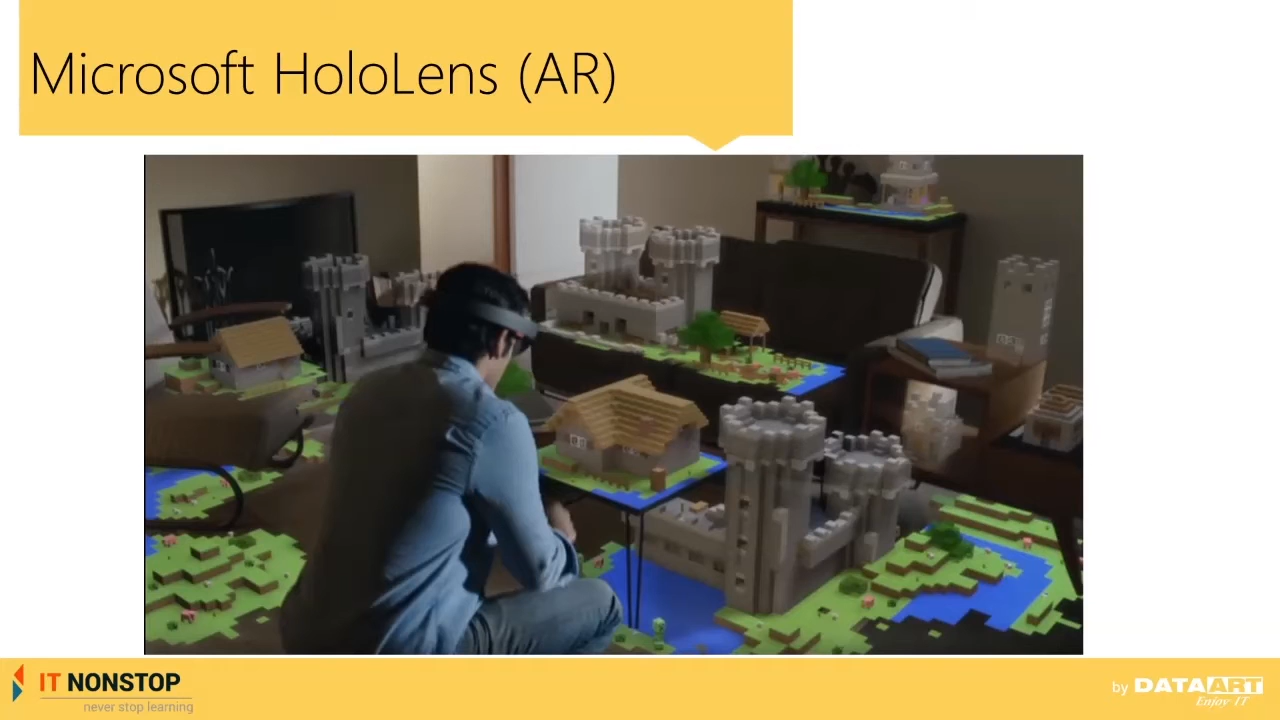 Microsoft HoloLens (AR)
IT NONSTOP
never stop learning
by DATAART
Enjoy IT